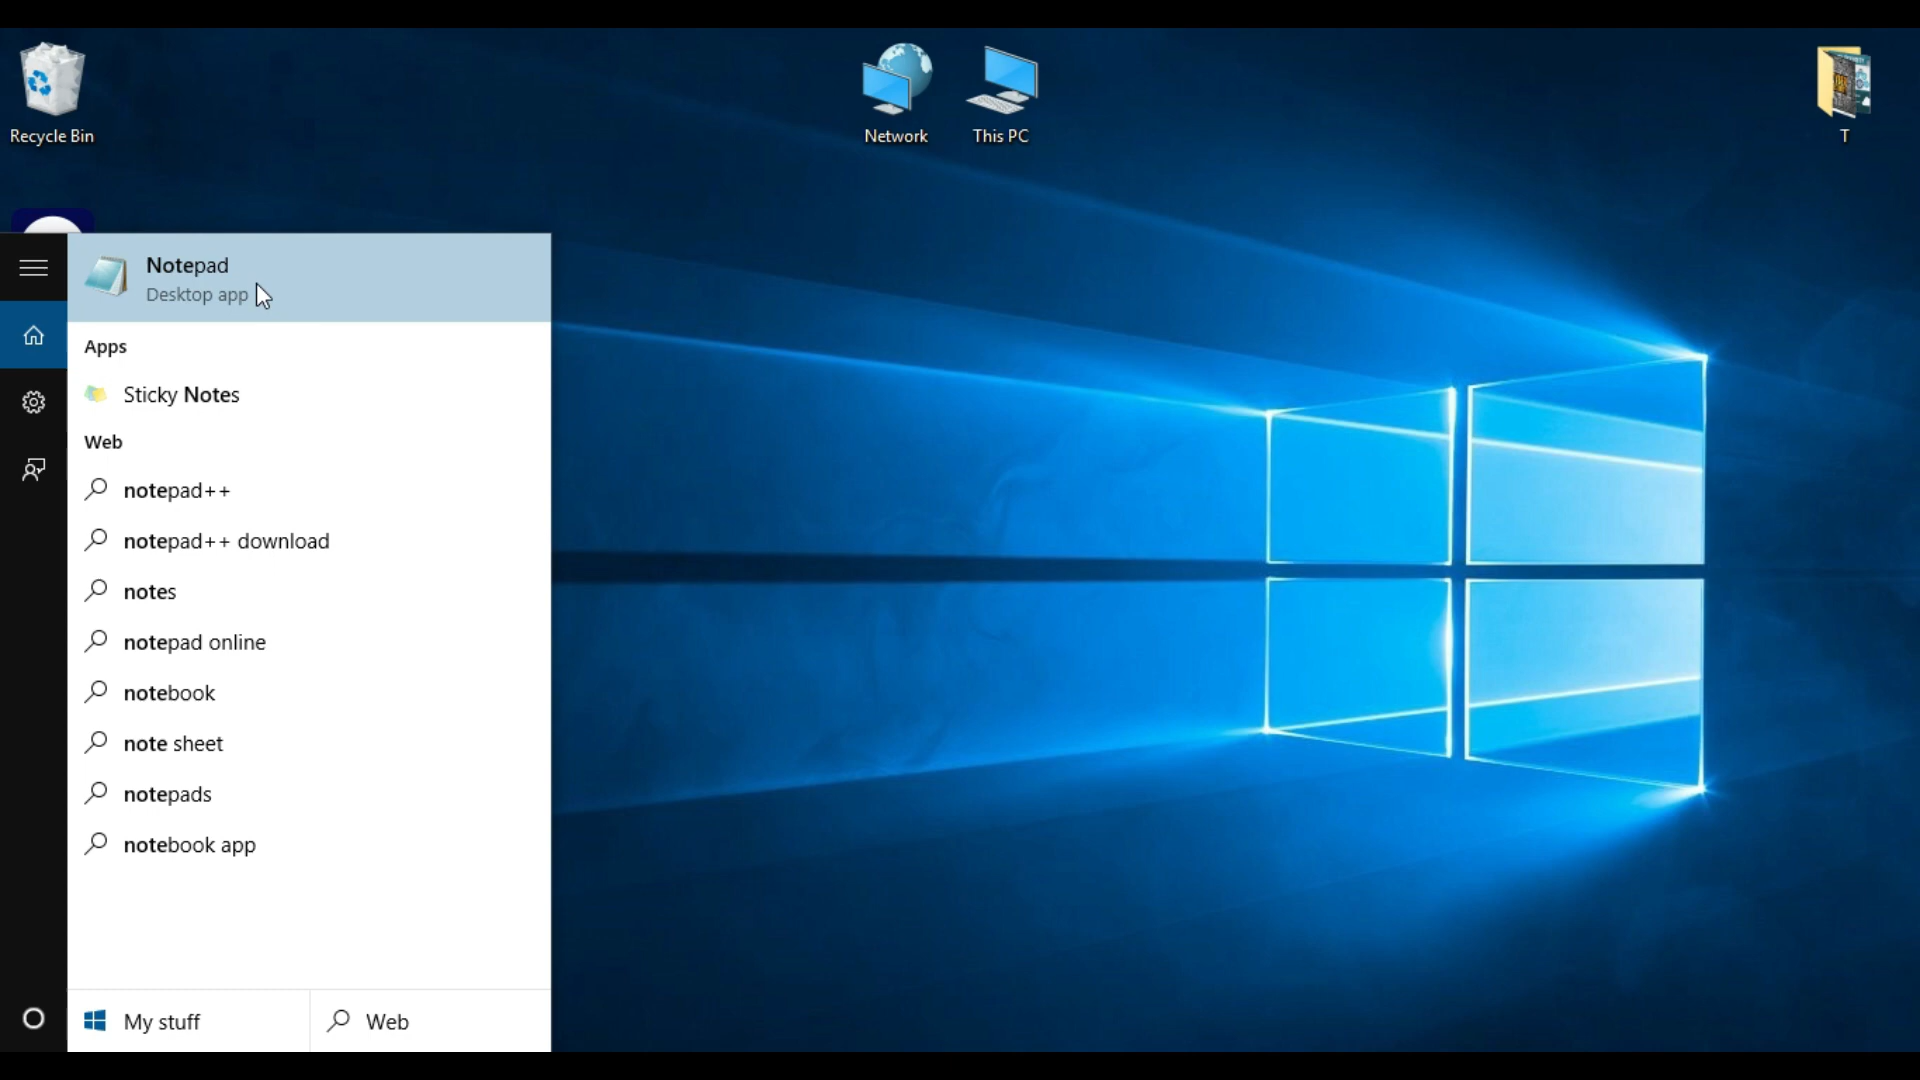 Recycle Bin
Network
This PC
T
Notepad
Desktop app
Apps
Sticky Notes
Web
notepad++
notepad++ download
notes
notepad online
notebook
note sheet
notepads
notebook app
My stuff
Web